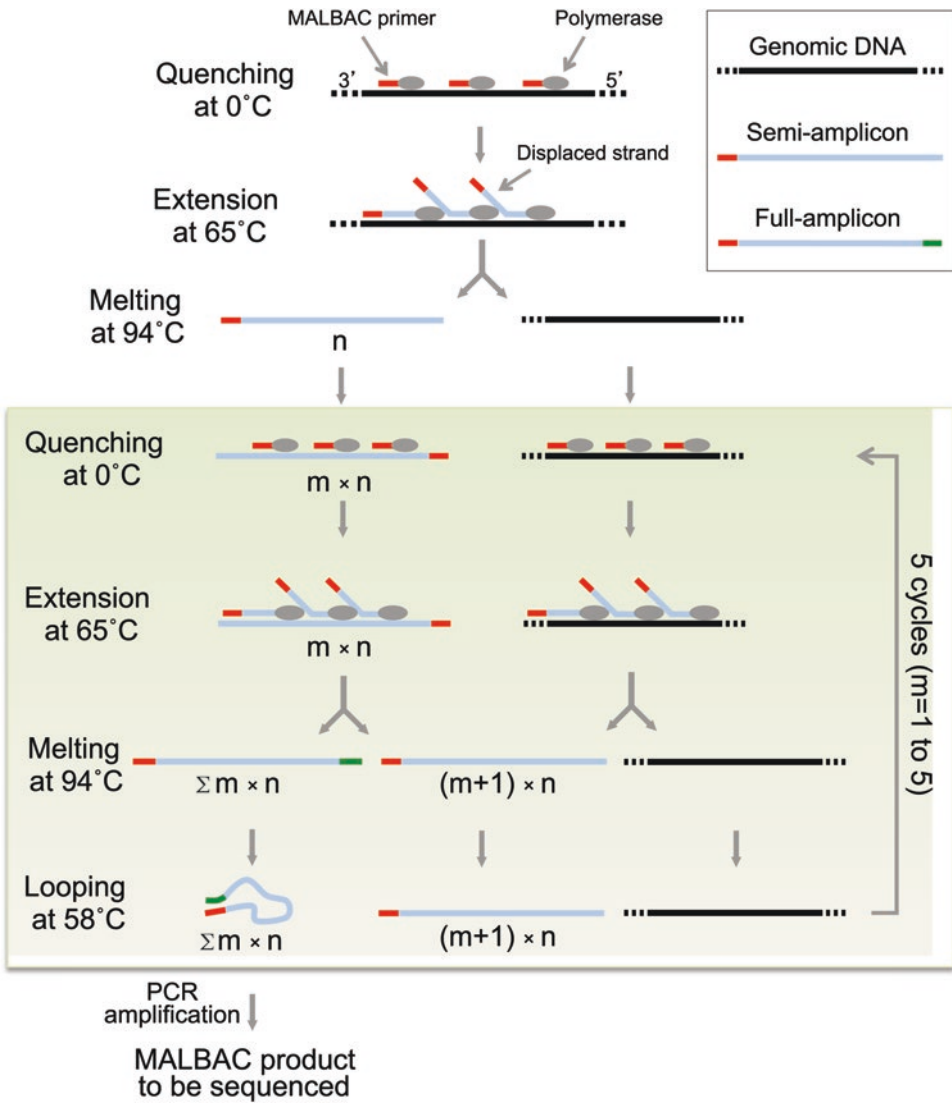 MALBAC primer
Polymerase
Quenching
at 0˚C
3’
5’
Genomic DNA
Semi-amplicon
Full-amplicon
Displaced strand
Extension
at 65˚C
Melting
at 94˚C
n
Quenching
at 0˚C
m × n
Extension
at 65˚C
m × n
Melting
at 94˚C
Σm × n
(m+1) × n
Looping
at 58˚C
Σm × n
(m+1) × n
5 cycles (m=1 to 5)
PCR
amplification
MALBAC product
to be sequenced